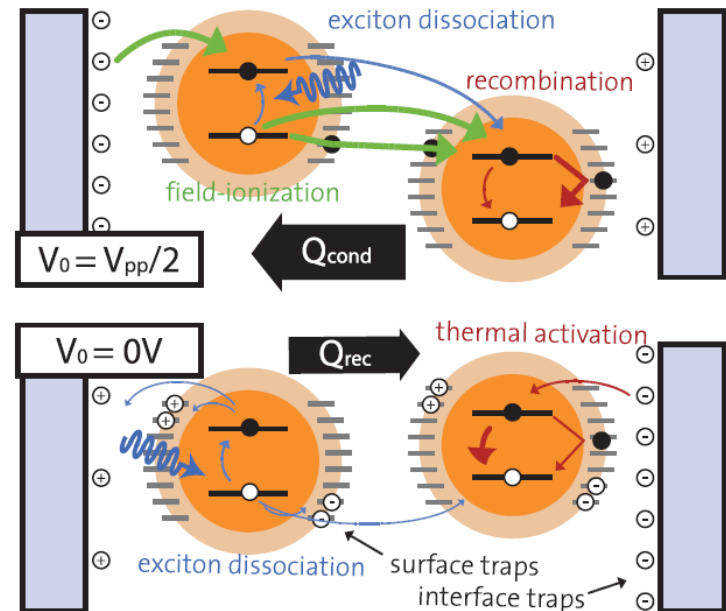 exciton dissociation
recombination
field-ionization
V₀ = Vpp/2
Qcond
V₀ = 0V
Qrec
thermal activation
exciton dissociation
surface traps
interface traps